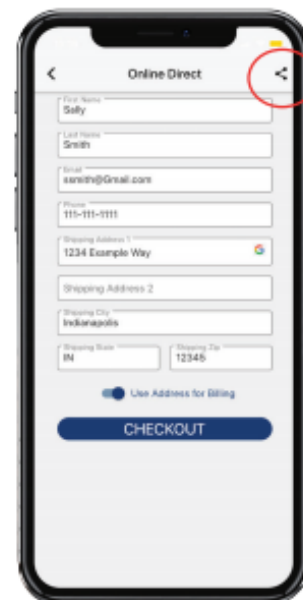 Online Direct
First Name
Sally
Last Name
Smith
Email
ssmith@Gmail.com
Phone
111-111-1111
Shipping Address 1
1234 Example Way
Shipping Address 2
Shipping City
Indianapolis
Shipping State Shipping Zip
IN 12345
Use Address for Billing
CHECKOUT